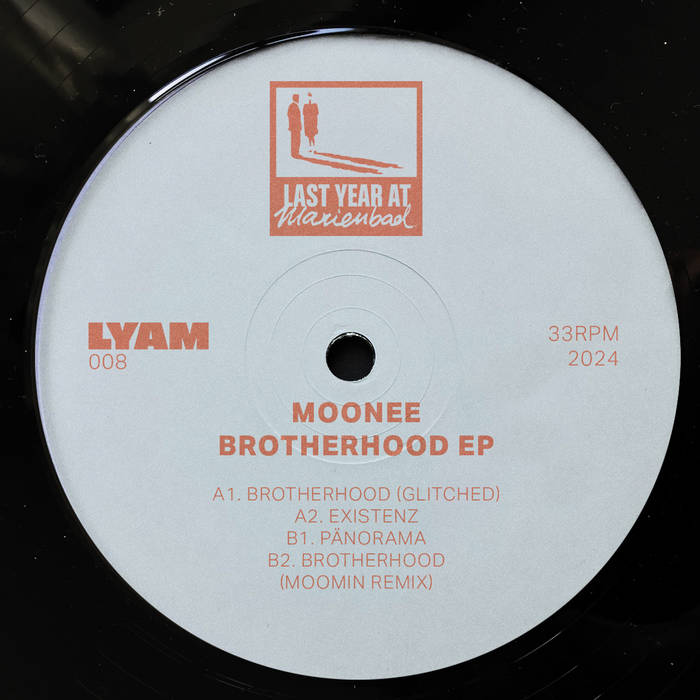 LAST YEAR AT
Marienbad
LYAM
008
33RPM
2024
MOONEE
BROTHERHOOD EP
A1. BROTHERHOOD (GLITCHED)
A2. EXISTENZ
B1. PÄNORAMA
B2. BROTHERHOOD
(MOOMIN REMIX)